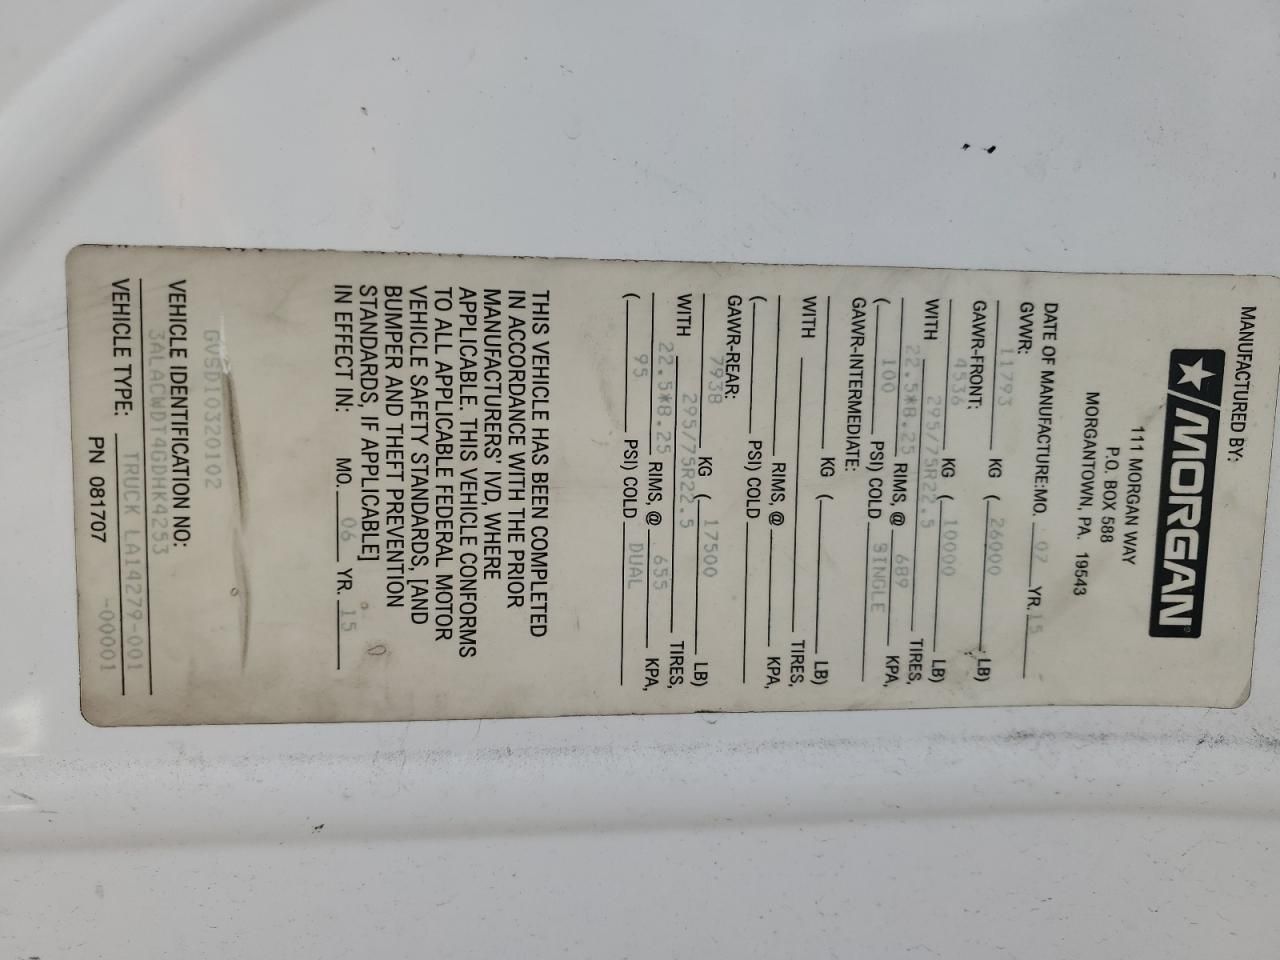 MANUFACTURED BY:
MORGAN
111 MORGAN WAY
P.O. BOX 588
MORGANTOWN, PA. 19543
DATE OF MANUFACTURE:MO. 07 YR. 15
GVWR:
11793 KG ( 26000 LB)
GAWR-FRONT:
4536 KG ( 10000 LB)
WITH 295/75R22.5 TIRES,
22.5*8.25 RIMS, @ 689 KPA,
( 100 PSI) COLD SINGLE
GAWR-INTERMEDIATE:
KG ( LB)
WITH TIRES,
RIMS, @ KPA,
( PSI) COLD
GAWR-REAR:
7938 KG ( 17500 LB)
WITH 295/75R22.5 TIRES,
22.5*8.25 RIMS, @ 655 KPA,
( 95 PSI) COLD DUAL
THIS VEHICLE HAS BEEN COMPLETED
IN ACCORDANCE WITH THE PRIOR
MANUFACTURERS' IVD, WHERE
APPLICABLE. THIS VEHICLE CONFORMS
TO ALL APPLICABLE FEDERAL MOTOR
VEHICLE SAFETY STANDARDS, [AND
BUMPER AND THEFT PREVENTION
STANDARDS, IF APPLICABLE]
IN EFFECT IN: MO. 06 YR. 15
GVSD10320102
VEHICLE IDENTIFICATION NO:
3ALACWDT4GDHK4253
VEHICLE TYPE: TRUCK LA14279-001
-00001
PN 081707